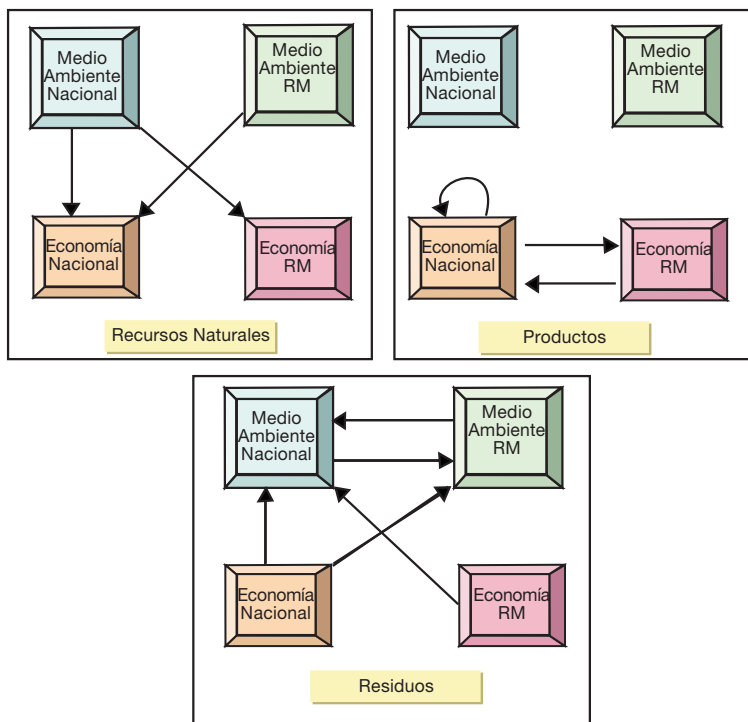 Medio
Ambiente
Nacional
Medio
Ambiente
RM
Economía
Nacional
Economía
RM
Recursos Naturales
Medio
Ambiente
Nacional
Medio
Ambiente
RM
Economía
Nacional
Economía
RM
Productos
Medio
Ambiente
Nacional
Medio
Ambiente
RM
Economía
Nacional
Economía
RM
Residuos